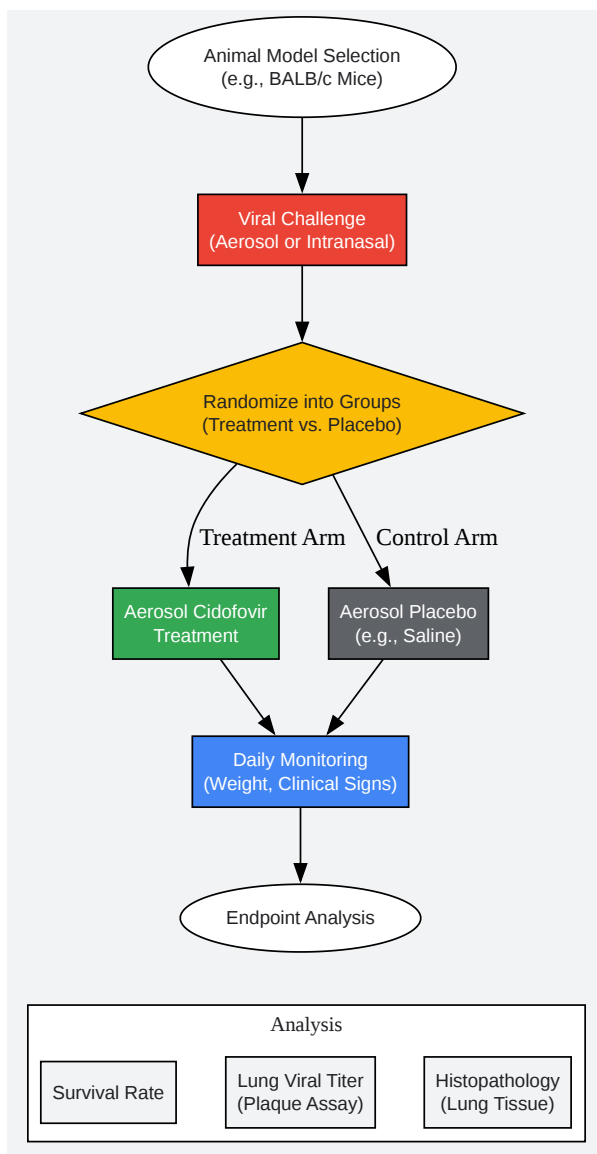 Animal Model Selection
(e.g., BALB/c Mice)
Viral Challenge
(Aerosol or Intranasal)
Randomize into Groups
(Treatment vs. Placebo)
Treatment Arm
Control Arm
Aerosol Cidofovir
Treatment
Aerosol Placebo
(e.g., Saline)
Daily Monitoring
(Weight, Clinical Signs)
Endpoint Analysis
Analysis
Survival Rate
Lung Viral Titer
(Plaque Assay)
Histopathology
(Lung Tissue)